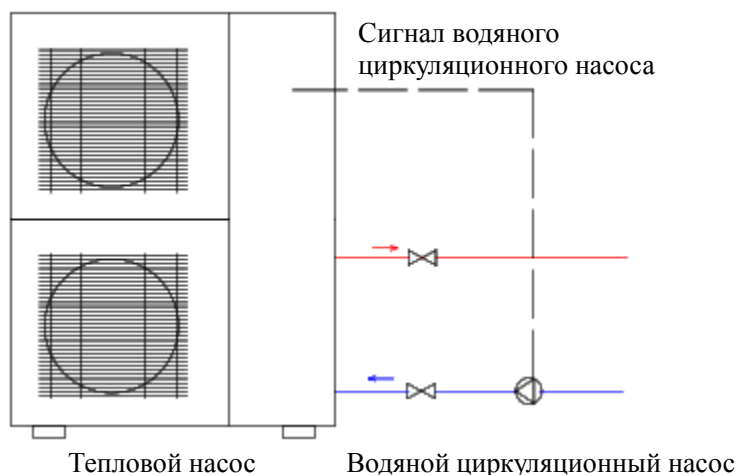 Сигнал водяного
циркуляционного насоса
Тепловой насос
Водяной циркуляционный насос